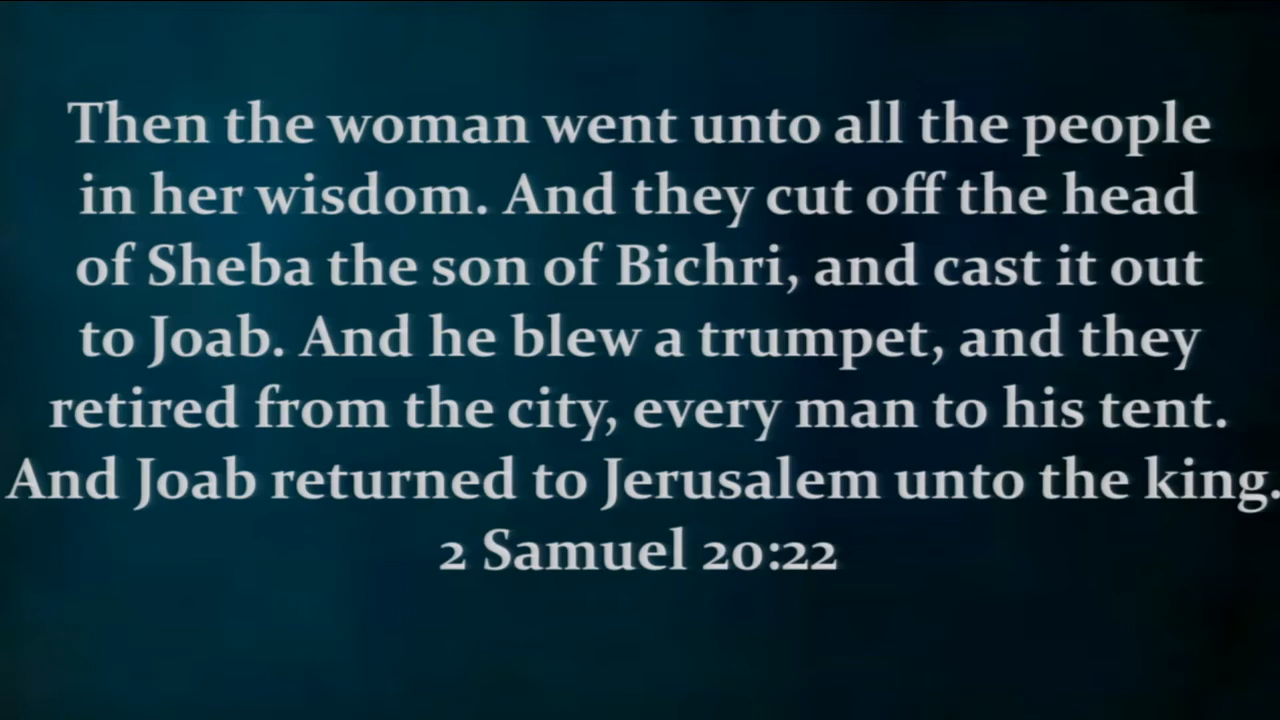 Then the woman went unto all the people
in her wisdom. And they cut off the head
of Sheba the son of Bichri, and cast it out
to Joab. And he blew a trumpet, and they
retired from the city, every man to his tent.
And Joab returned to Jerusalem unto the king.
2 Samuel 20:22